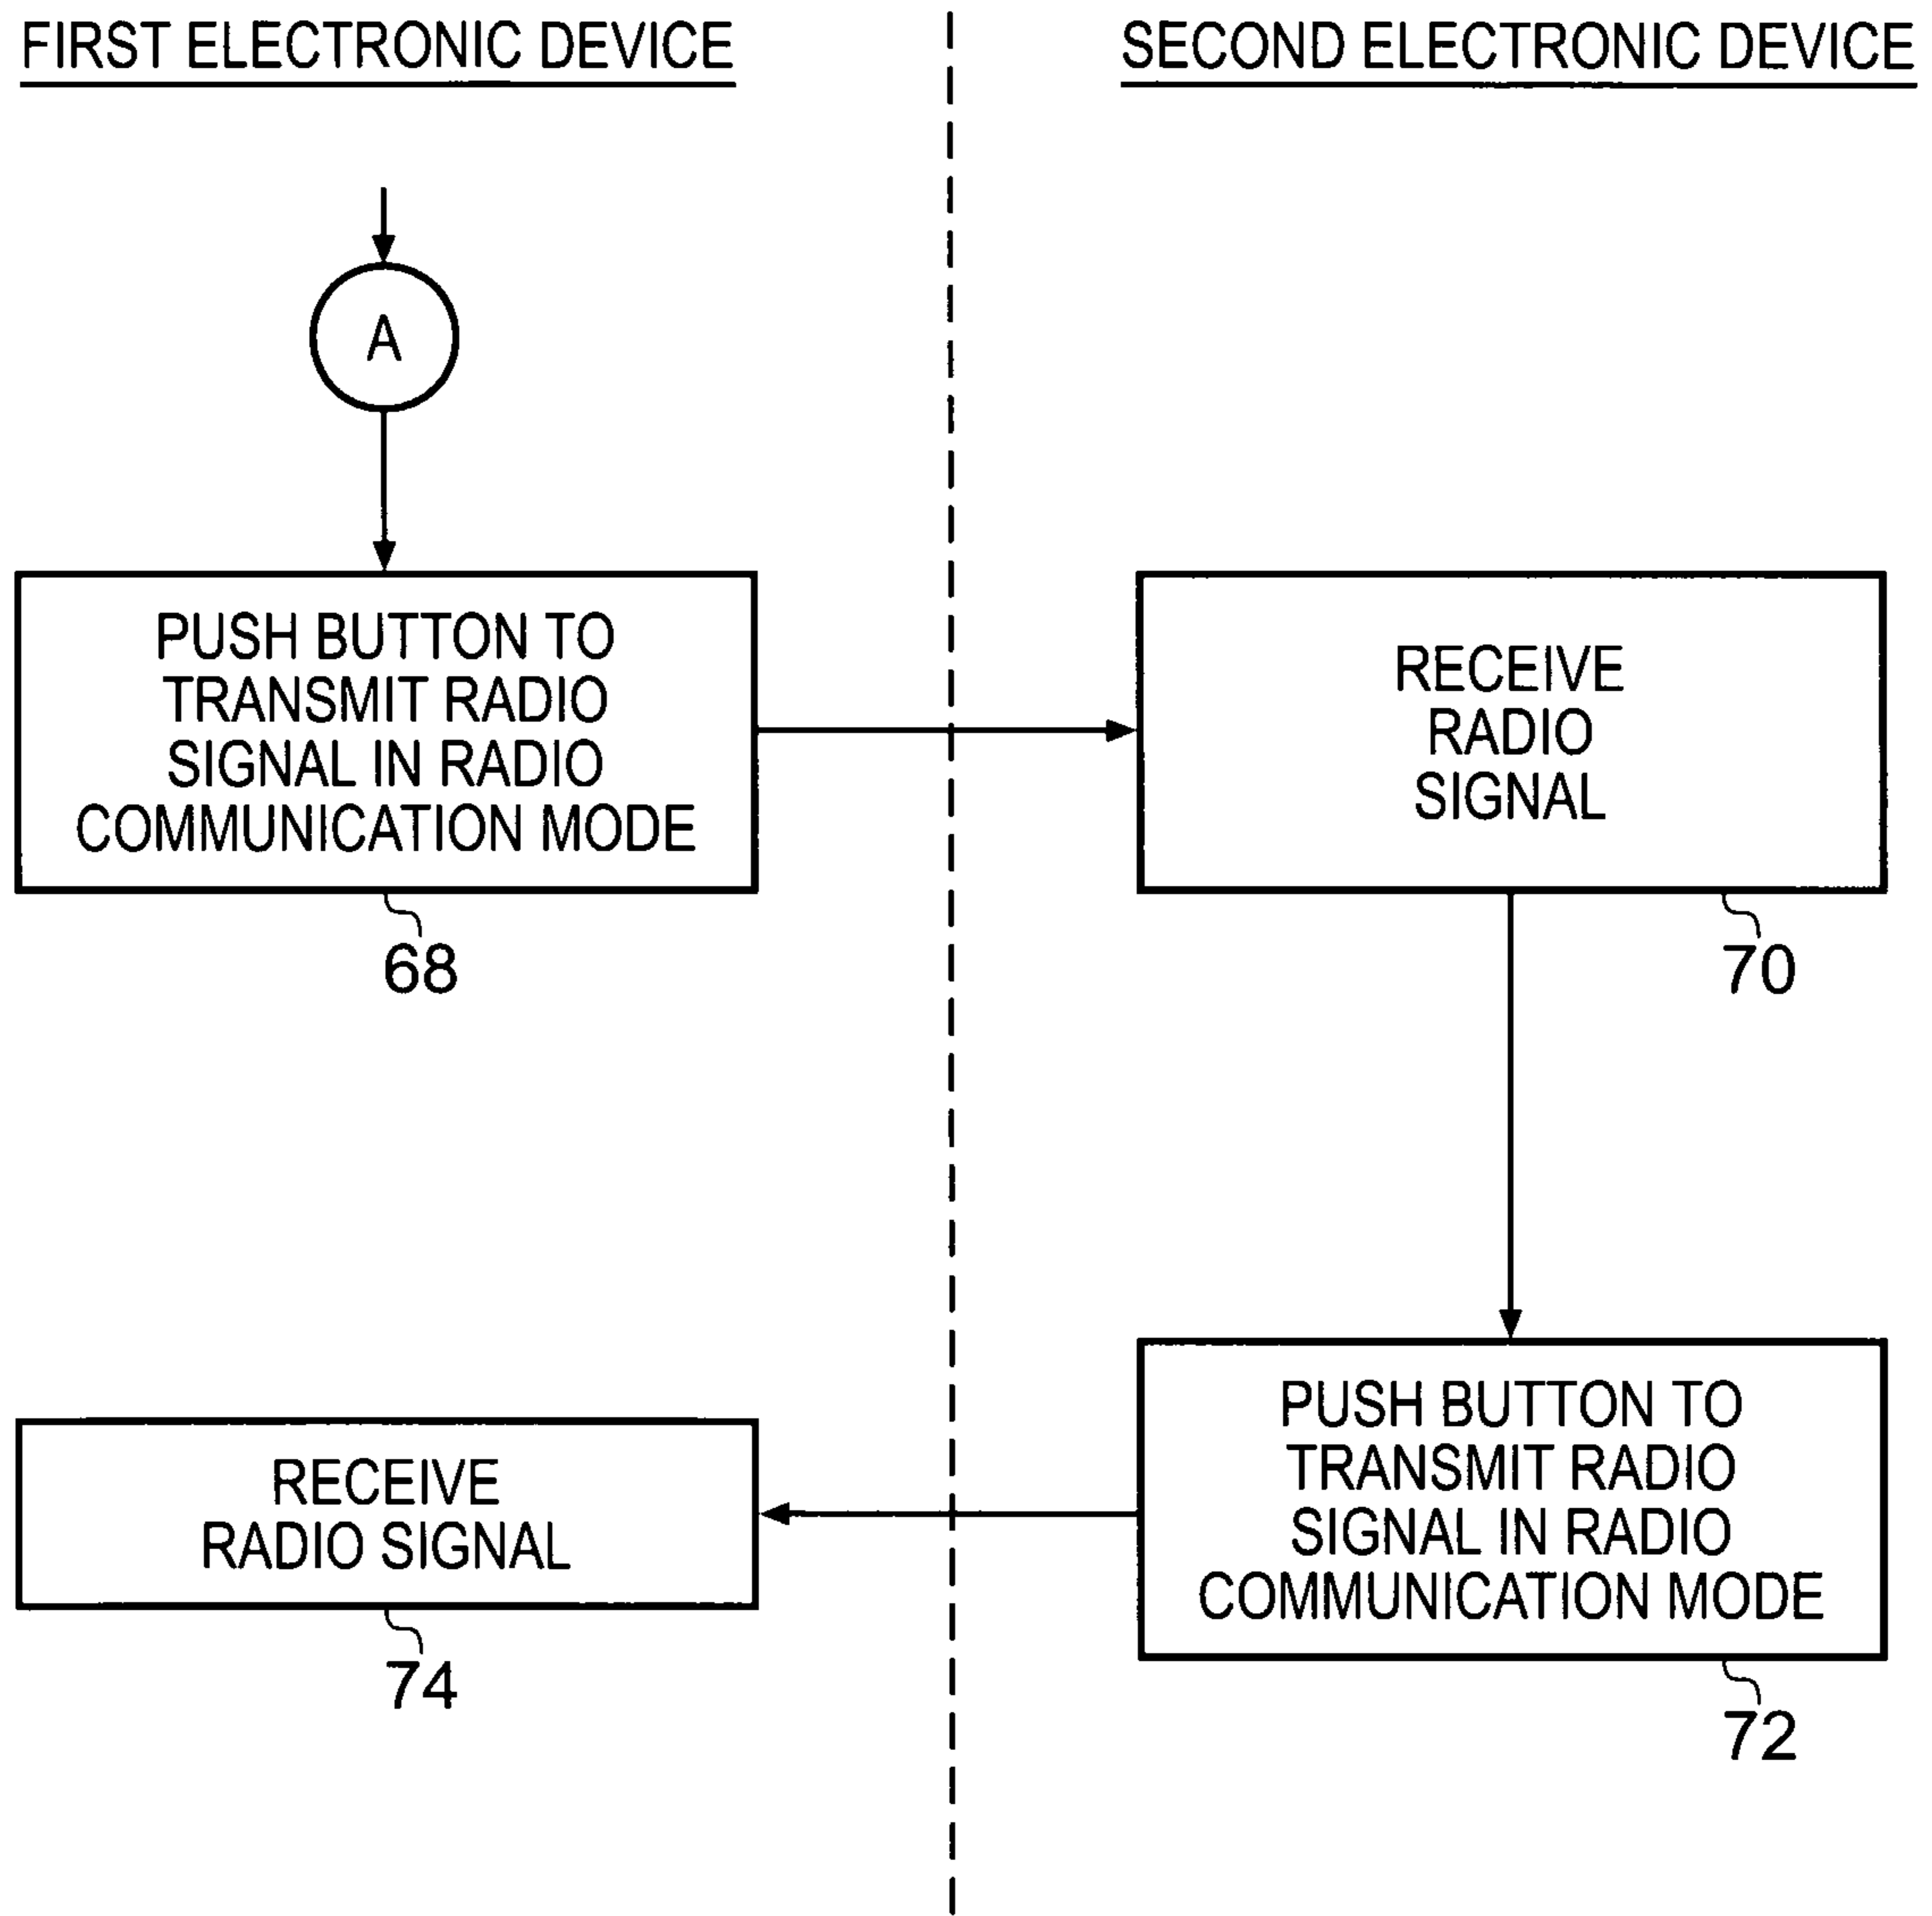 FIRST ELECTRONIC DEVICE
SECOND ELECTRONIC DEVICE
A
PUSH BUTTON TO
TRANSMIT RADIO
SIGNAL IN RADIO
COMMUNICATION MODE
68
RECEIVE
RADIO
SIGNAL
70
PUSH BUTTON TO
TRANSMIT RADIO
SIGNAL IN RADIO
COMMUNICATION MODE
72
RECEIVE
RADIO SIGNAL
74